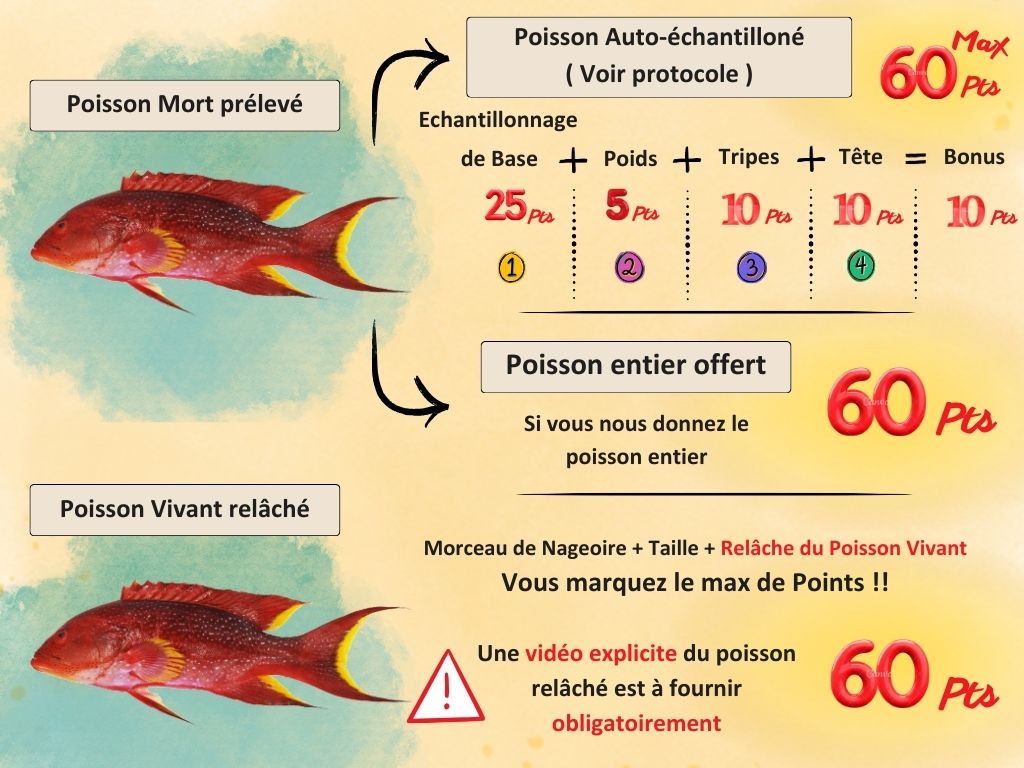 Poisson Mort prélevé
Poisson Auto-échantilloné
( Voir protocole )
60 Max Pts
Echantillonnage
de Base + Poids + Tripes + Tête = Bonus
25 Pts 5 Pts 10 Pts 10 Pts 10 Pts
1 2 3 4
Poisson entier offert
Si vous nous donnez le
poisson entier
60 Pts
Poisson Vivant relâché
Morceau de Nageoire + Taille + Relâche du Poisson Vivant
Vous marquez le max de Points !!
! Une vidéo explicite du poisson
relâché est à fournir
obligatoirement
60 Pts